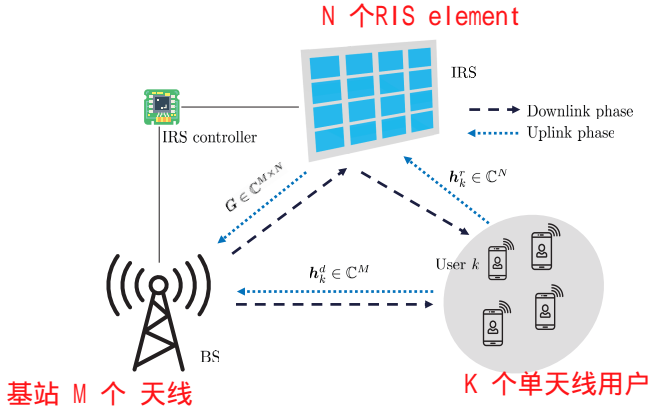 N 个RIS element
IRS
IRS controller
Downlink phase
Uplink phase
G ∈ ℂ^{M×N}
h_k^r ∈ ℂ^N
User k
h_k^d ∈ ℂ^M
BS
基站 M 个 天线
K 个单天线用户